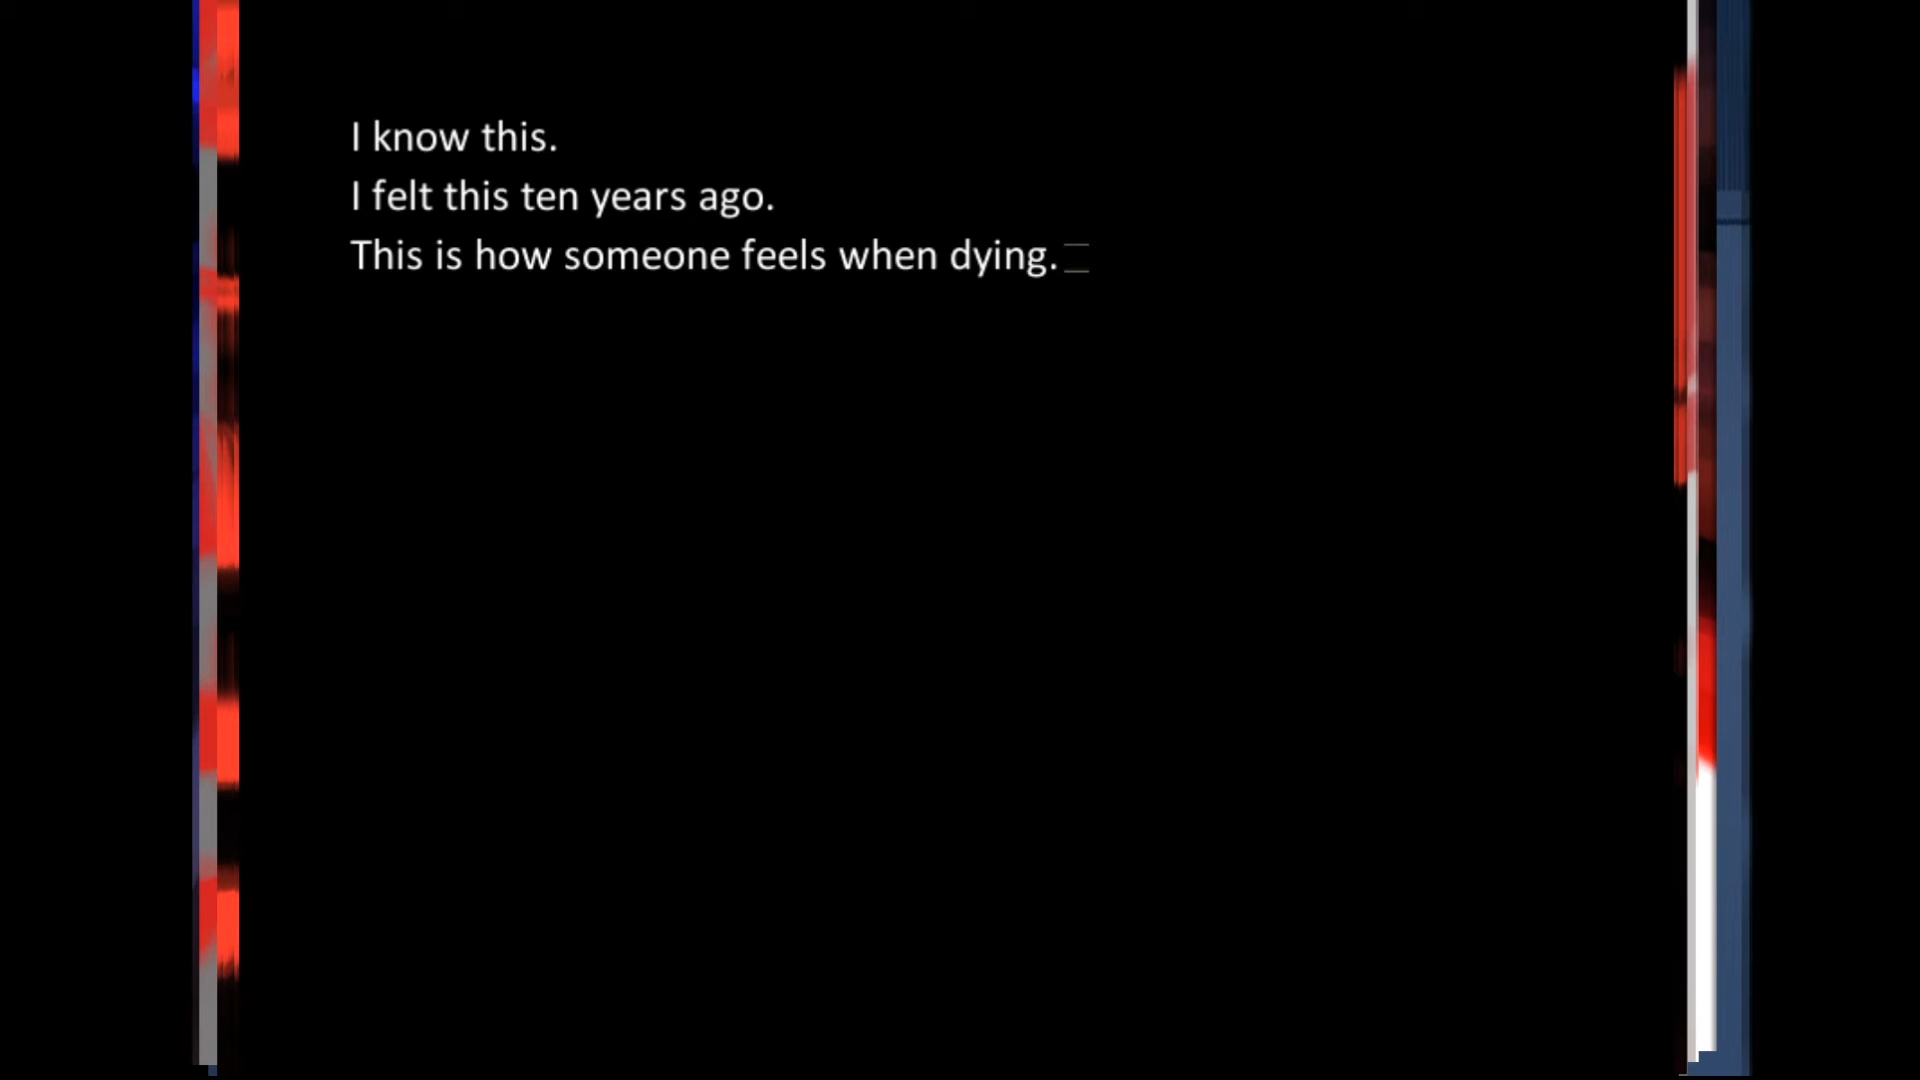 I know this.
I felt this ten years ago.
This is how someone feels when dying.